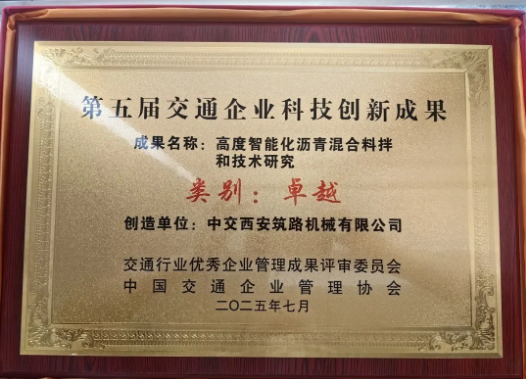 第五届交通企业科技创新成果
成果名称：高度智能化沥青混合料拌
和技术研究
类别：卓越
创造单位：中交西安筑路机械有限公司
交通行业优秀企业管理成果评审委员会
中国交通企业管理协会
二〇二五年七月